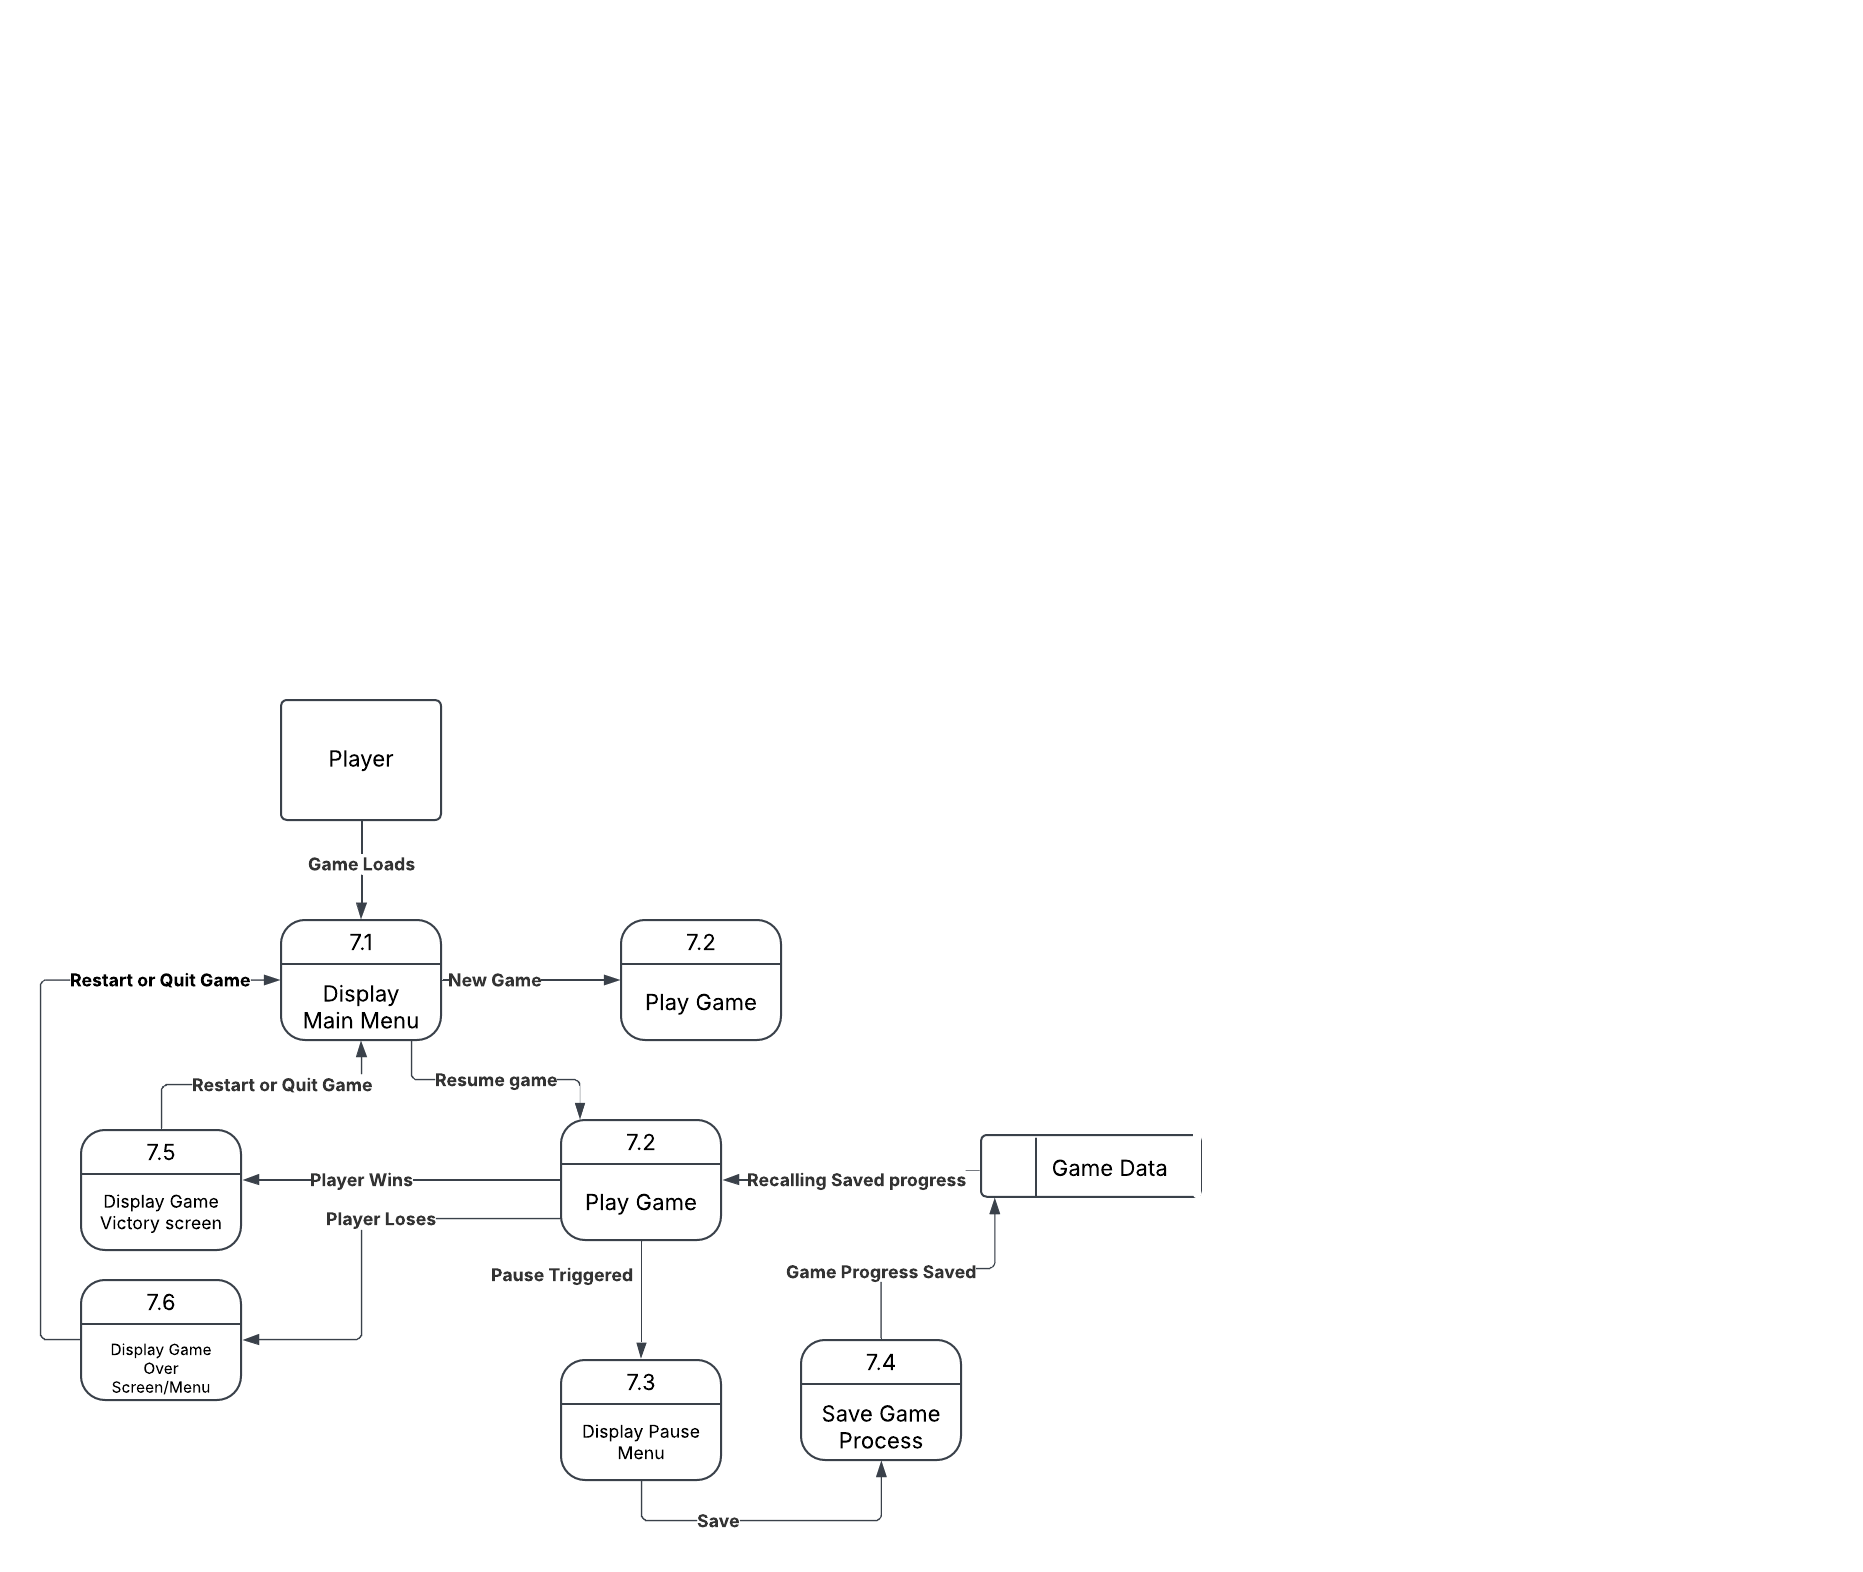 Player
Game Loads
7.1
Display
Main Menu
New Game
7.2
Play Game
Restart or Quit Game
Restart or Quit Game
Resume game
7.5
Display Game
Victory screen
Player Wins
Player Loses
7.2
Play Game
Recalling Saved progress
Game Data
Pause Triggered
Game Progress Saved
7.6
Display Game
Over
Screen/Menu
7.3
Display Pause
Menu
7.4
Save Game
Process
Save